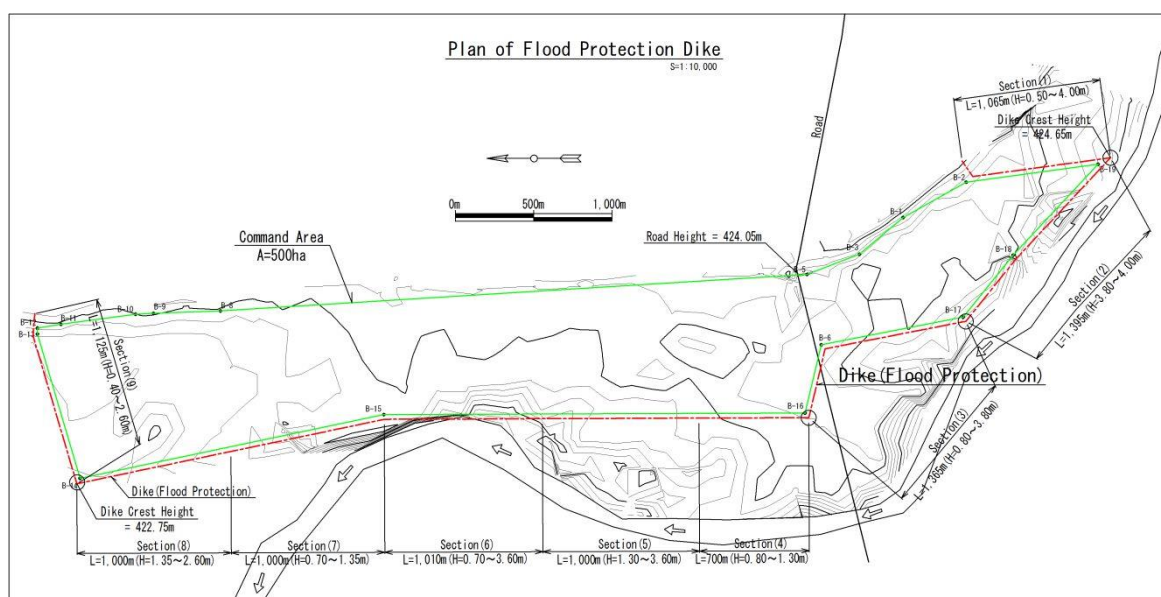 Plan of Flood Protection Dike
S=1:10,000
Section(1)
L=1,065m(H=0.50～4.00m)
Dike Crest Height
= 424.65m
Road
B-2
B-19
B-1
0m 500m 1,000m
Command Area
A=500ha
Road Height = 424.05m
B-3
B-18
B-5
Section(2)
L=1,395m(H=3.80～4.00m)
B-8
B-9
B-10
B-11
B-12
B-13
L=1,125m(H=0.40～2.60m)
Section(9)
B-17
B-6
Dike(Flood Protection)
B-15
B-16
Section(3)
L=1,365m(H=0.80～3.80m)
Dike(Flood Protection)
Dike Crest Height
= 422.75m
Section(8)
L=1,000m(H=1.35～2.60m)
Section(7)
L=1,000m(H=0.70～1.35m)
Section(6)
L=1,010m(H=0.70～3.60m)
Section(5)
L=1,000m(H=1.30～3.60m)
Section(4)
L=700m(H=0.80～1.30m)